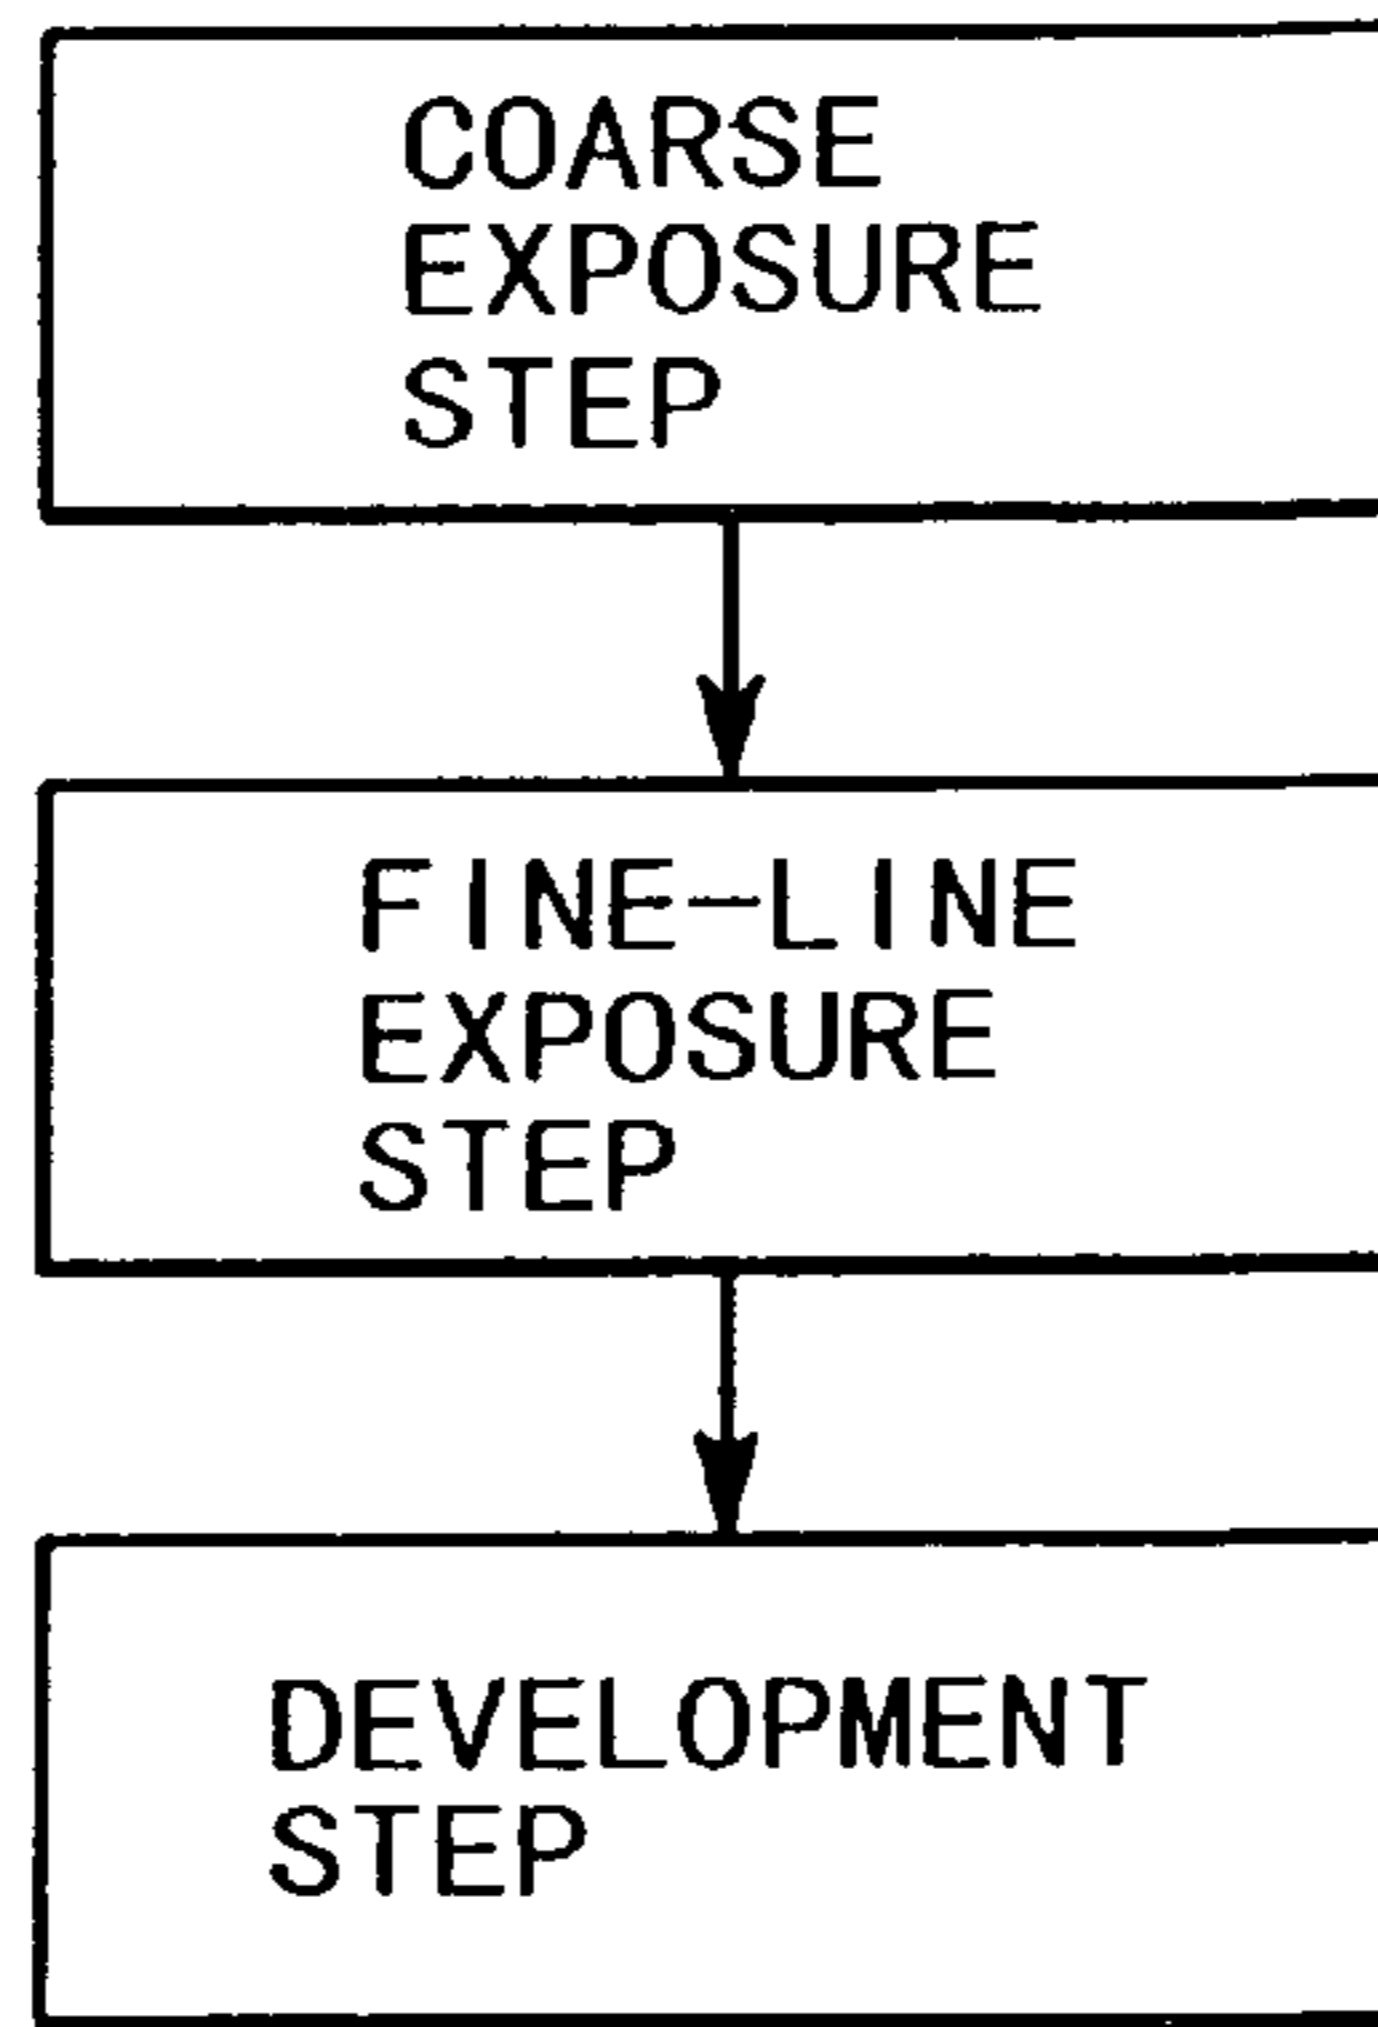 COARSE
EXPOSURE
STEP
FINE-LINE
EXPOSURE
STEP
DEVELOPMENT
STEP